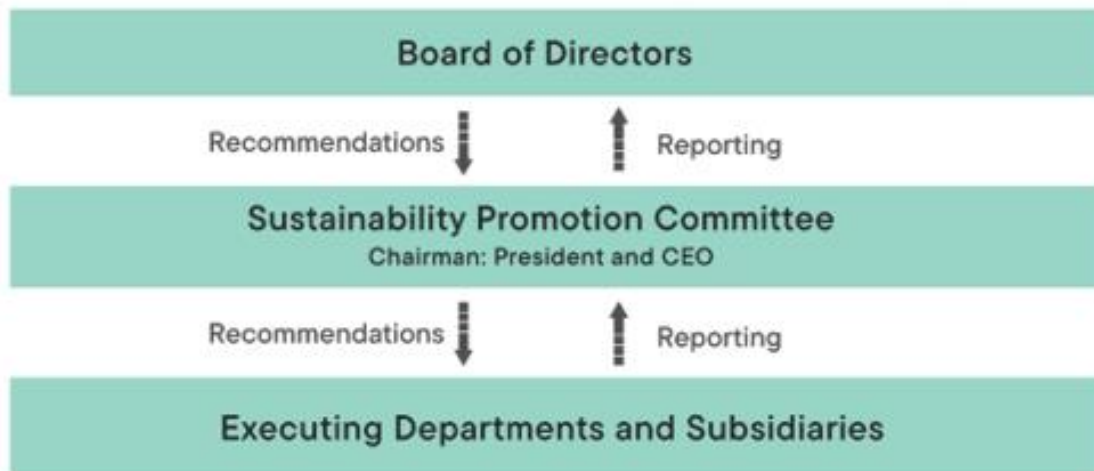 Board of Directors
Recommendations
Reporting
Sustainability Promotion Committee
Chairman: President and CEO
Recommendations
Reporting
Executing Departments and Subsidiaries